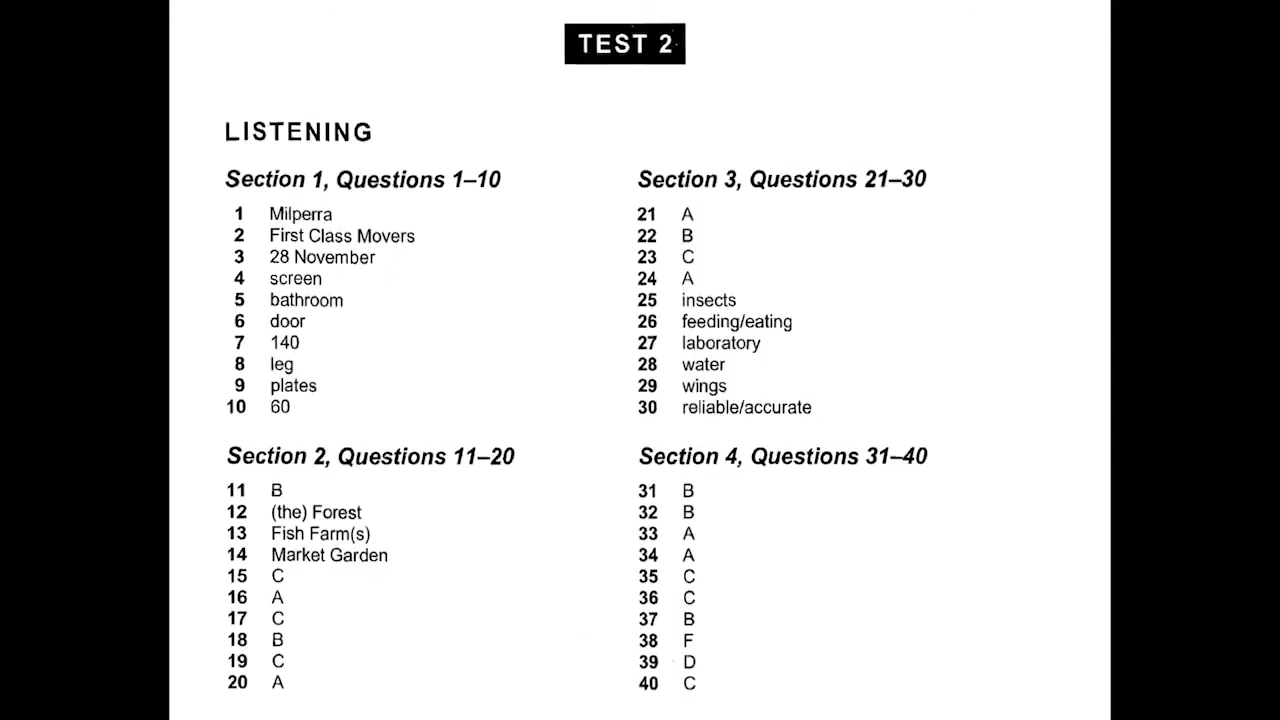 TEST 2
LISTENING
Section 1, Questions 1–10
1 Milperra
2 First Class Movers
3 28 November
4 screen
5 bathroom
6 door
7 140
8 leg
9 plates
10 60
Section 2, Questions 11–20
11 B
12 (the) Forest
13 Fish Farm(s)
14 Market Garden
15 C
16 A
17 C
18 B
19 C
20 A
Section 3, Questions 21–30
21 A
22 B
23 C
24 A
25 insects
26 feeding/eating
27 laboratory
28 water
29 wings
30 reliable/accurate
Section 4, Questions 31–40
31 B
32 B
33 A
34 A
35 C
36 C
37 B
38 F
39 D
40 C